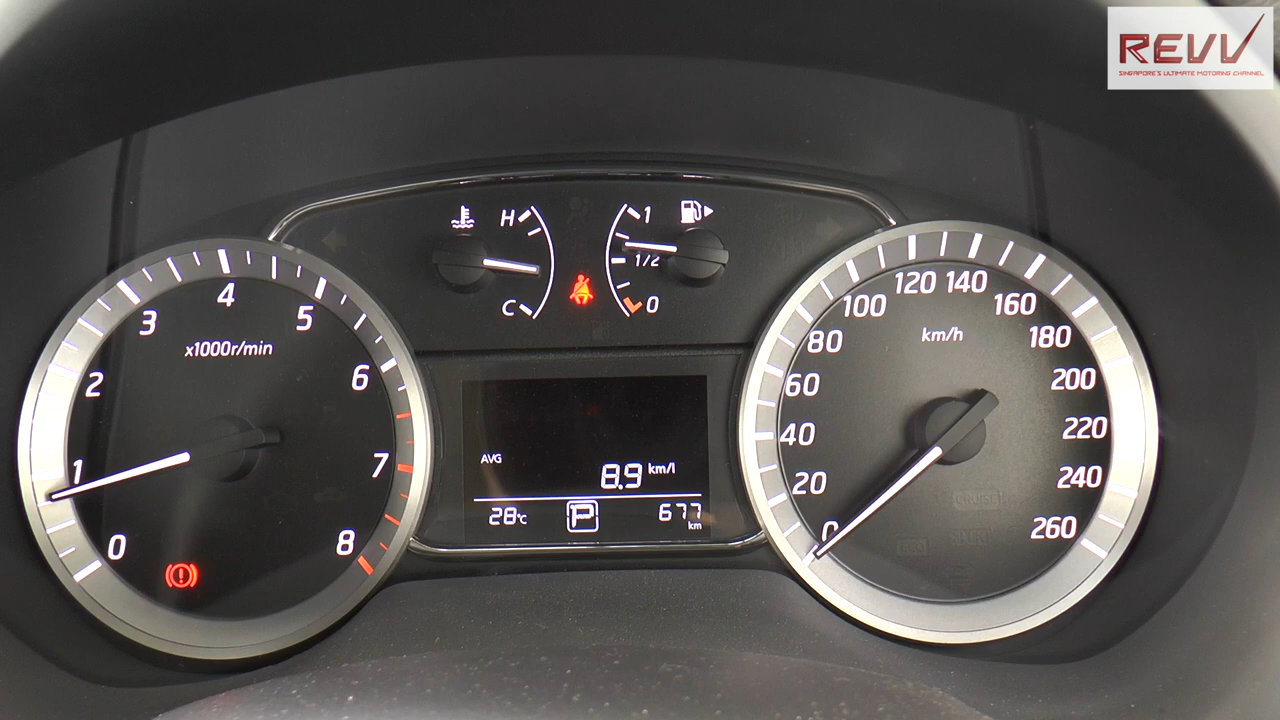 REVV
SINGAPORE'S ULTIMATE MOTORING CHANNEL
H
C
1
1/2
0
x1000r/min
0
1
2
3
4
5
6
7
8
AVG
8.9 km/l
28°C
P
677
km
km/h
0
20
40
60
80
100
120
140
160
180
200
220
240
260
CRUISE